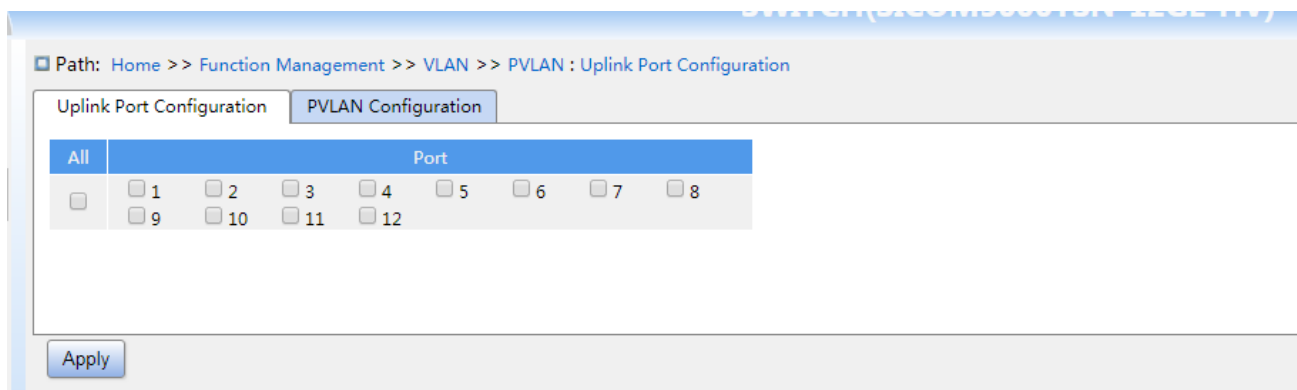 Path: Home >> Function Management >> VLAN >> PVLAN : Uplink Port Configuration
Uplink Port Configuration PVLAN Configuration
All Port
1 2 3 4 5 6 7 8
9 10 11 12
Apply